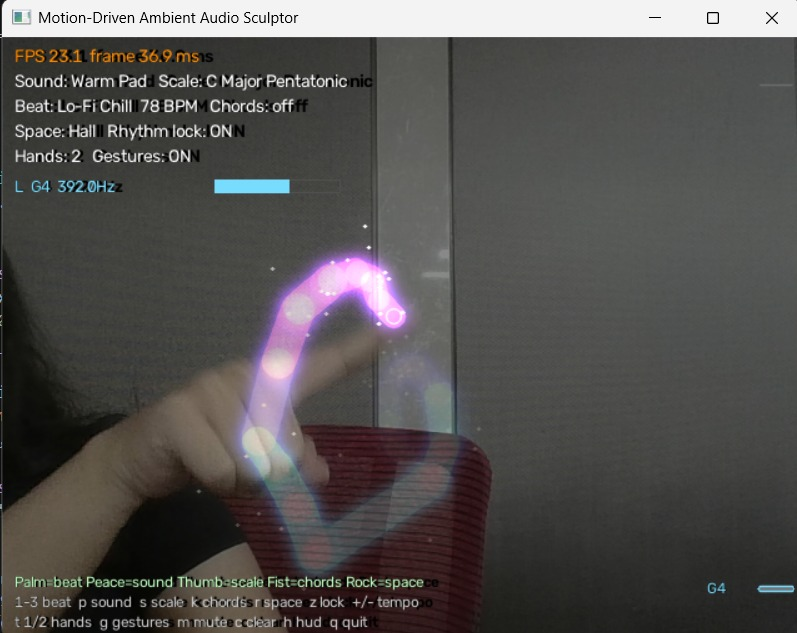 Motion-Driven Ambient Audio Sculptor
FPS 23.1 frame 36.9 ms
Sound: Warm Pad Scale: C Major Pentatonic
Beat: Lo-Fi Chill 78 BPM Chords: off
Space: Hall Rhythm lock: ON
Hands: 2 Gestures: ON
L G4 392.0Hz
Palm=beat Peace=sound Thumb=scale Fist=chords Rock=space
G4
1-3 beat p sound s scale k chords r space z lock +/- tempo
t 1/2 hands g gestures m mute c clear h hud q quit